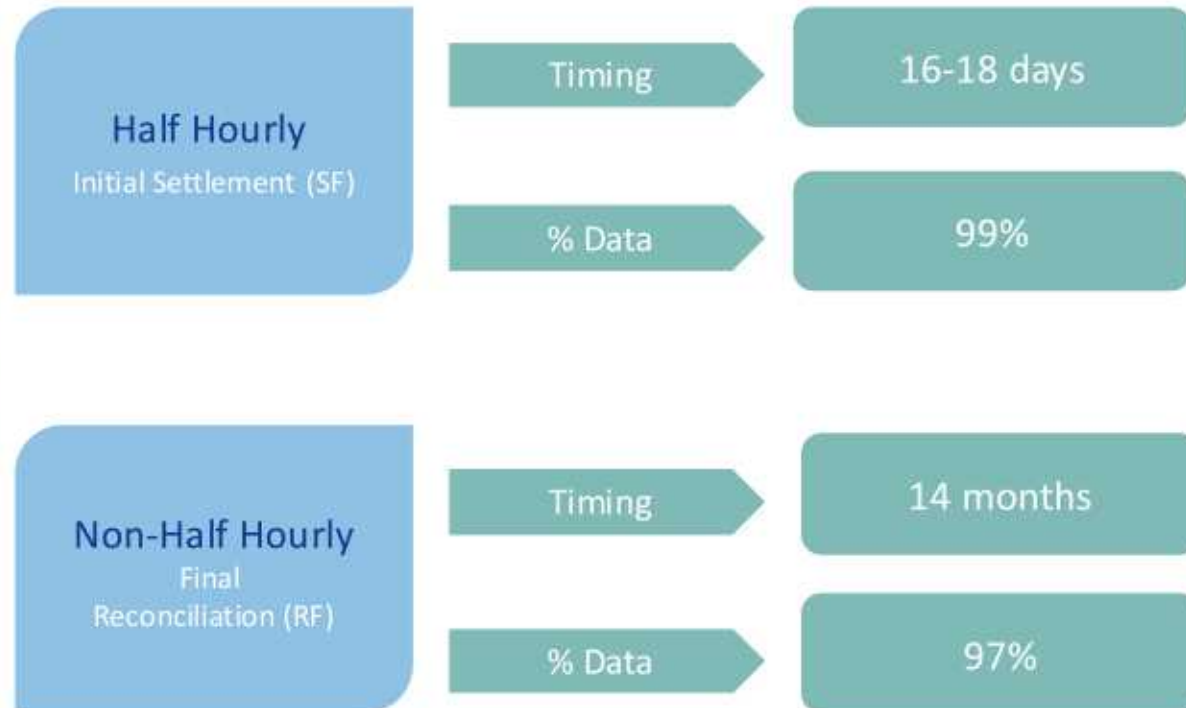 Half Hourly
Initial Settlement (SF)
Timing
16-18 days
% Data
99%
Non-Half Hourly
Final
Reconciliation (RF)
Timing
14 months
% Data
97%